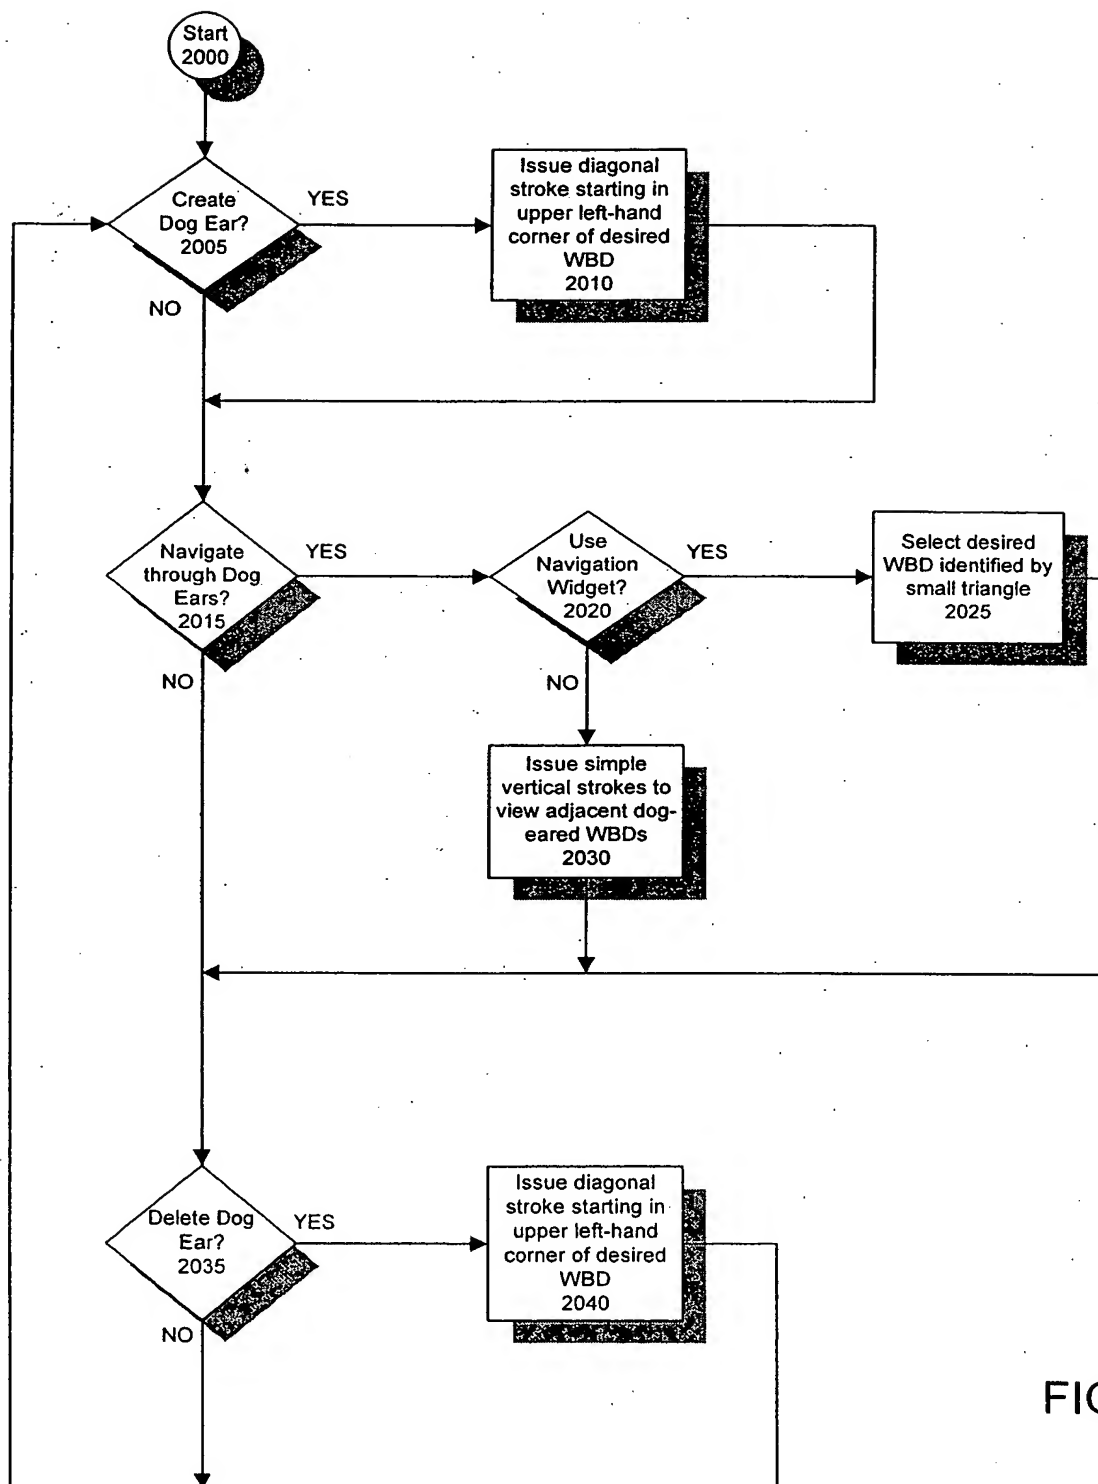 Start
2000
Create
Dog Ear?
2005
YES
NO
Issue diagonal
stroke starting in
upper left-hand
corner of desired
WBD
2010
Navigate
through Dog
Ears?
2015
YES
NO
Use
Navigation
Widget?
2020
YES
NO
Select desired
WBD identified by
small triangle
2025
Issue simple
vertical strokes to
view adjacent dog-
eared WBDs
2030
Delete Dog
Ear?
2035
YES
NO
Issue diagonal
stroke starting in
upper left-hand
corner of desired
WBD
2040